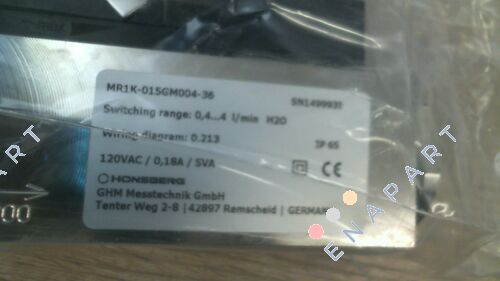 MR1K-015GM004-36 SN1499931
Switching range: 0,4...4 l/min H2O
Wiring diagram: 0.213 IP 65
120VAC / 0,18A / 5VA CE
HONSBERG
GHM Messtechnik GmbH
Tenter Weg 2-8 | 42897 Remscheid | GERMANY
ENAPART